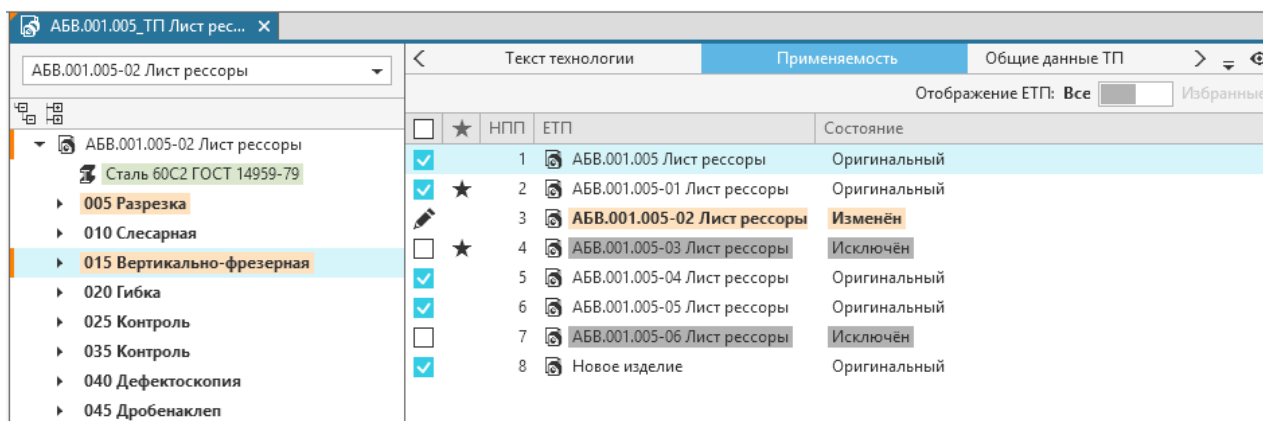 АБВ.001.005_ТП Лист рес...
АБВ.001.005-02 Лист рессоры
АБВ.001.005-02 Лист рессоры
Сталь 60С2 ГОСТ 14959-79
005 Разрезка
010 Слесарная
015 Вертикально-фрезерная
020 Гибка
025 Контроль
035 Контроль
040 Дефектоскопия
045 Дробенаклеп
Текст технологии Применяемость Общие данные ТП
Отображение ЕТП: Все Избранные
НПП ЕТП Состояние
1 АБВ.001.005 Лист рессоры Оригинальный
2 АБВ.001.005-01 Лист рессоры Оригинальный
3 АБВ.001.005-02 Лист рессоры Изменён
4 АБВ.001.005-03 Лист рессоры Исключён
5 АБВ.001.005-04 Лист рессоры Оригинальный
6 АБВ.001.005-05 Лист рессоры Оригинальный
7 АБВ.001.005-06 Лист рессоры Исключён
8 Новое изделие Оригинальный